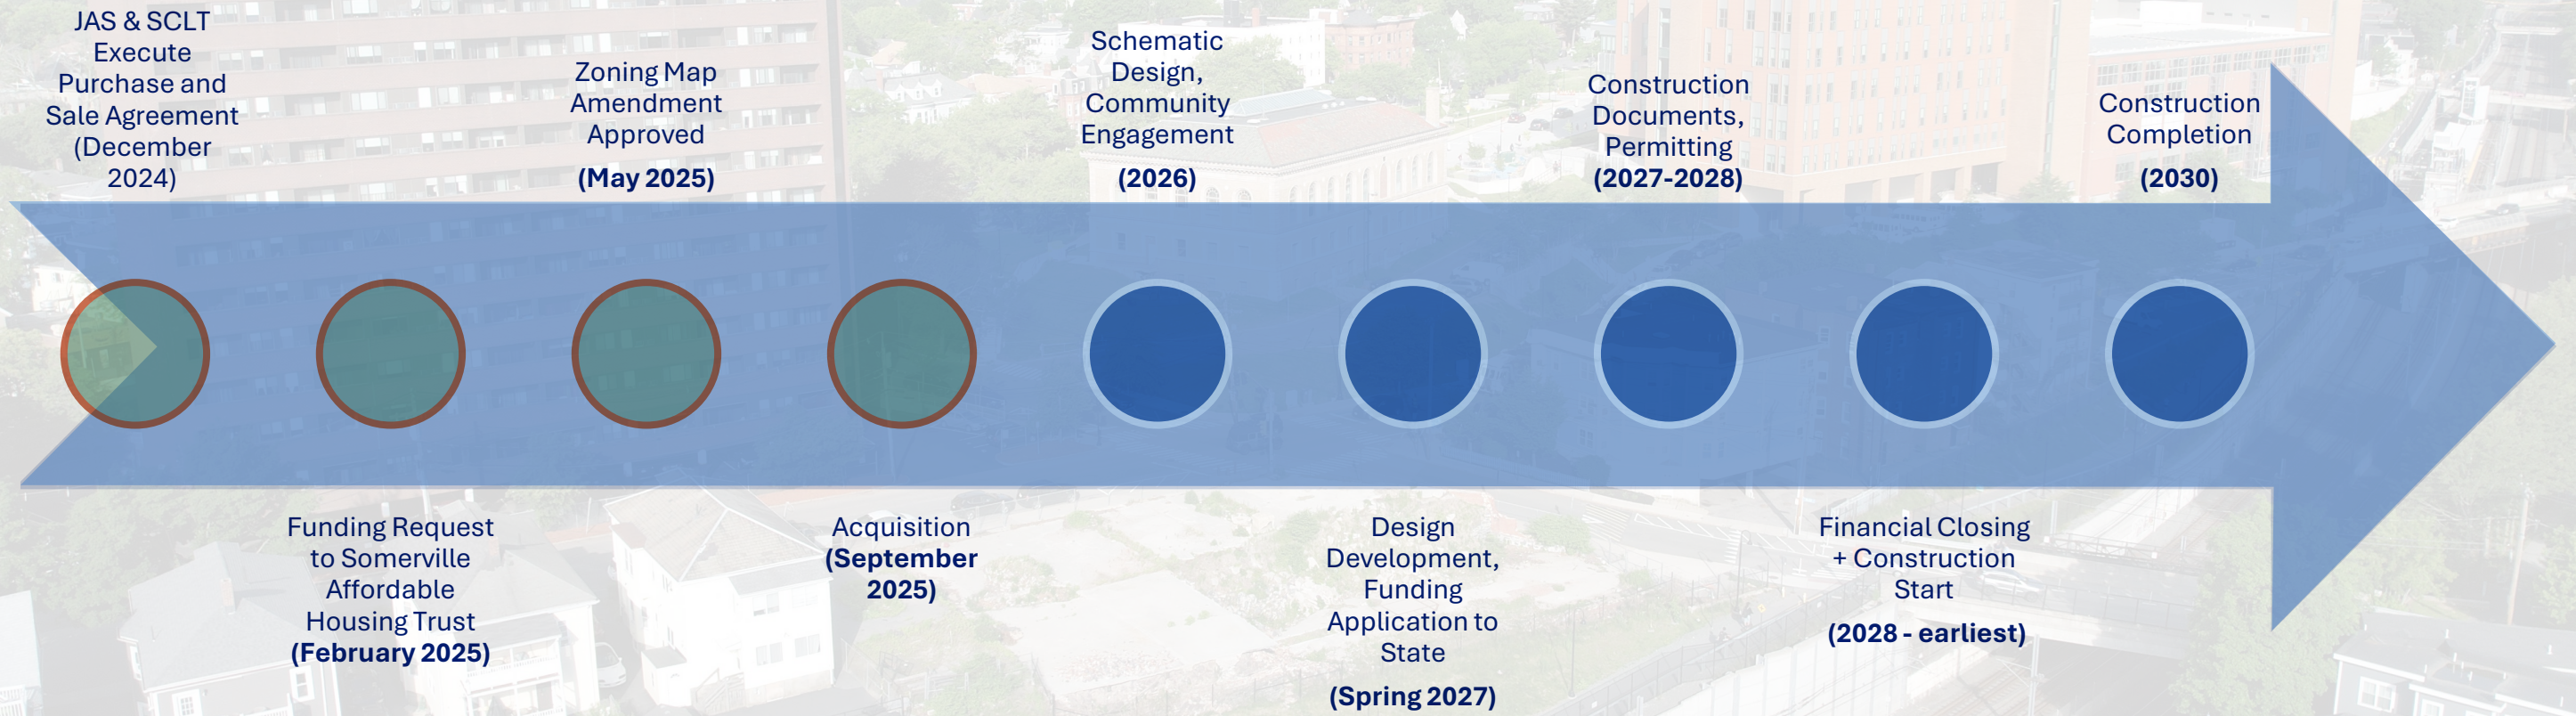 JAS & SCLT
Execute
Purchase and
Sale Agreement
(December
2024)
Funding Request
to Somerville
Affordable
Housing Trust
(February 2025)
Zoning Map
Amendment
Approved
(May 2025)
Acquisition
(September
2025)
Schematic
Design,
Community
Engagement
(2026)
Design
Development,
Funding
Application to
State
(Spring 2027)
Construction
Documents,
Permitting
(2027-2028)
Financial Closing
+ Construction
Start
(2028 - earliest)
Construction
Completion
(2030)